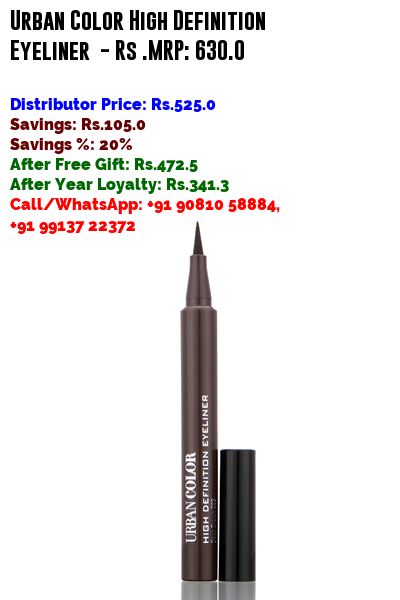 Urban Color High Definition
Eyeliner - Rs .MRP: 630.0
Distributor Price: Rs.525.0
Savings: Rs.105.0
Savings %: 20%
After Free Gift: Rs.472.5
After Year Loyalty: Rs.341.3
Call/WhatsApp: +91 90810 58884,
+91 99137 22372
URBAN COLOR
HIGH DEFINITION EYELINER